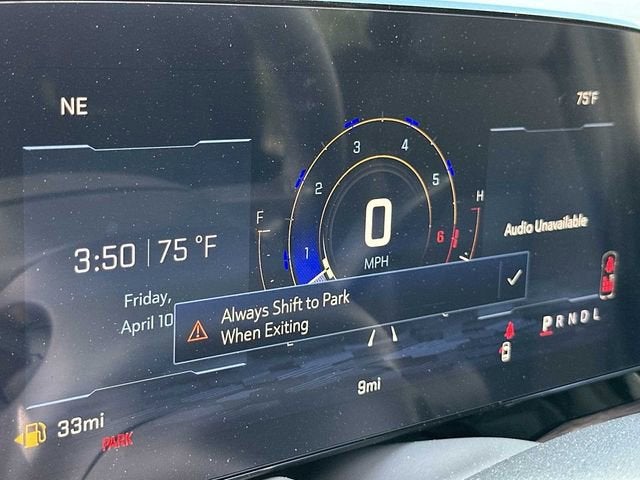 NE
75°F
3
4
2
5
F
H
1
0
6
MPH
3:50 | 75 °F
Audio Unavailable
Friday,
April 10
Always Shift to Park
When Exiting
P R N D L
9mi
33mi
PARK